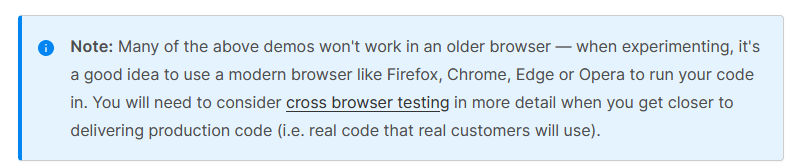 Note: Many of the above demos won't work in an older browser — when experimenting, it's
a good idea to use a modern browser like Firefox, Chrome, Edge or Opera to run your code
in. You will need to consider cross browser testing in more detail when you get closer to
delivering production code (i.e. real code that real customers will use).